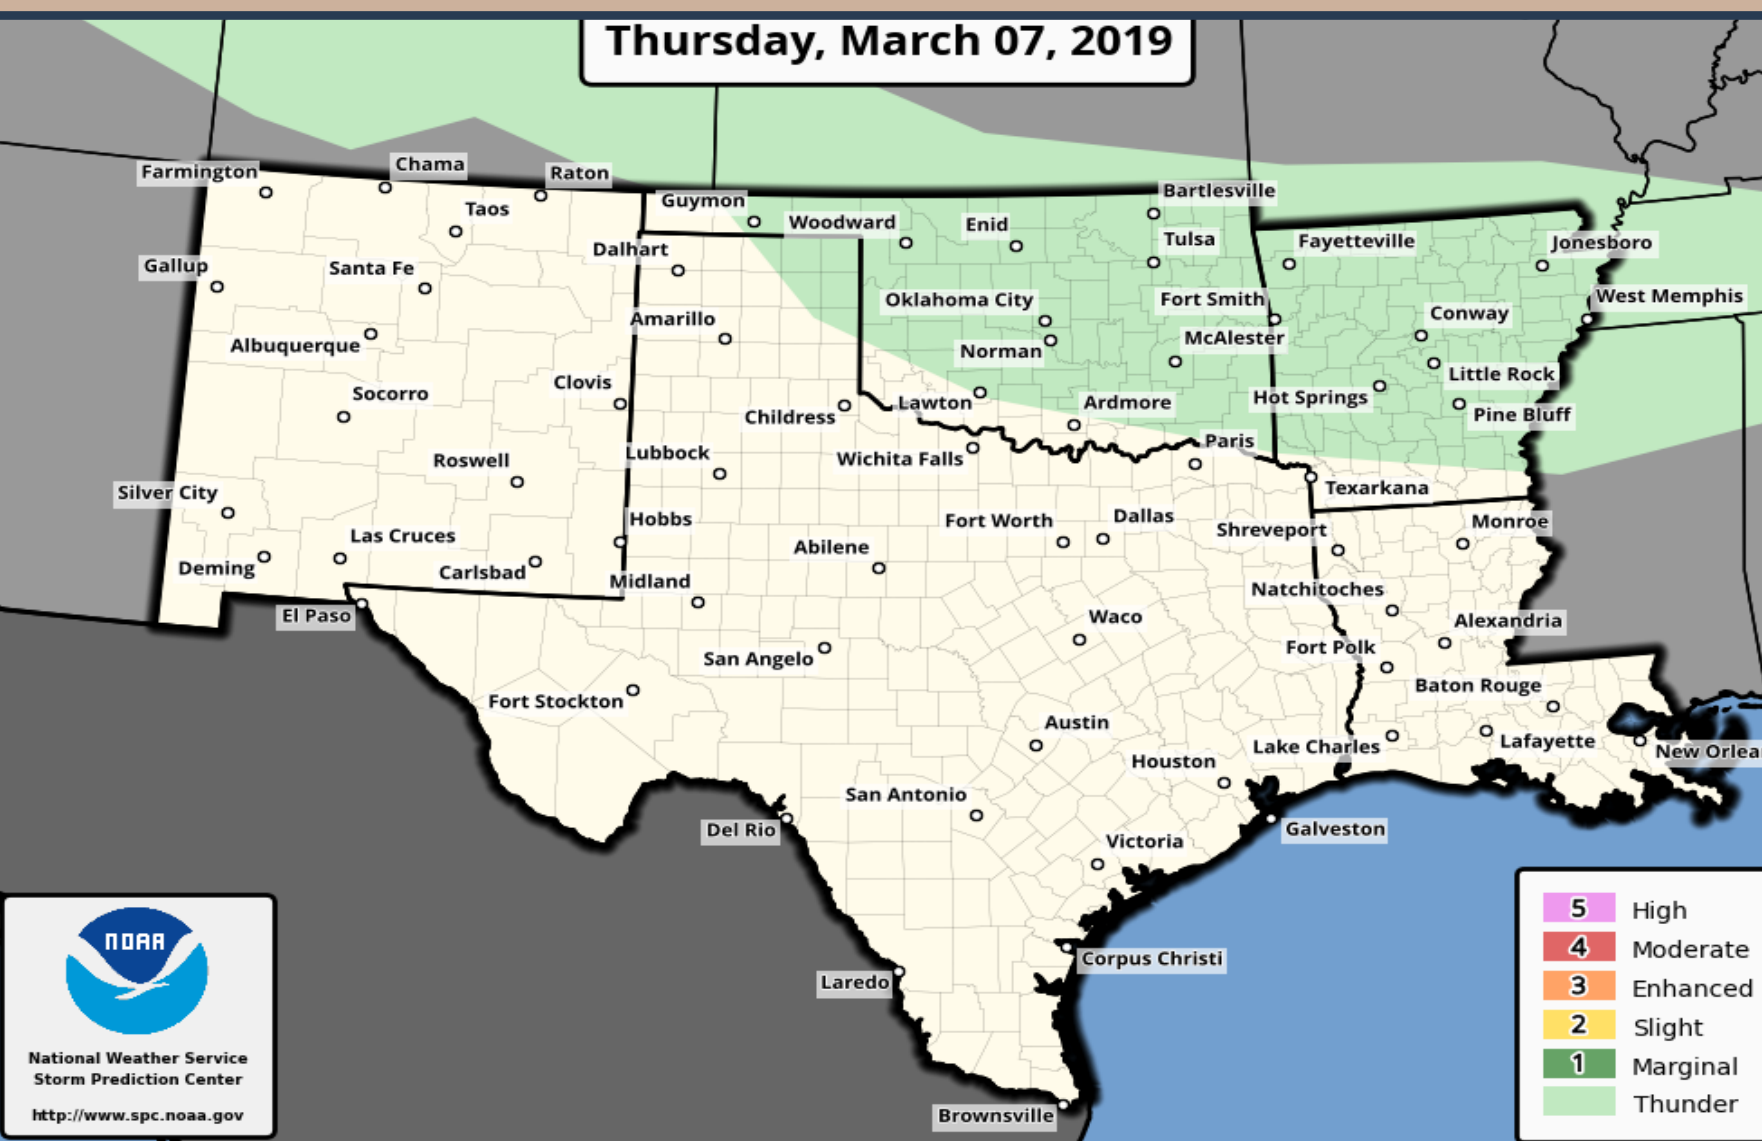 Thursday, March 07, 2019
Farmington
Chama
Raton
Guymon
Bartlesville
Taos
Woodward
Enid
Tulsa
Fayetteville
Jonesboro
Gallup
Santa Fe
Dalhart
Oklahoma City
Fort Smith
West Memphis
Albuquerque
Amarillo
Norman
McAlester
Conway
Little Rock
Socorro
Clovis
Childress
Lawton
Ardmore
Hot Springs
Pine Bluff
Roswell
Lubbock
Wichita Falls
Paris
Texarkana
Silver City
Las Cruces
Hobbs
Abilene
Fort Worth
Dallas
Shreveport
Monroe
Deming
Carlsbad
Midland
Natchitoches
El Paso
San Angelo
Waco
Fort Polk
Alexandria
Fort Stockton
Austin
Baton Rouge
Houston
Lake Charles
Lafayette
New Orlea
San Antonio
Del Rio
Victoria
Galveston
Laredo
Corpus Christi
Brownsville
NOAA
National Weather Service
Storm Prediction Center
http://www.spc.noaa.gov
5 High
4 Moderate
3 Enhanced
2 Slight
1 Marginal
Thunder